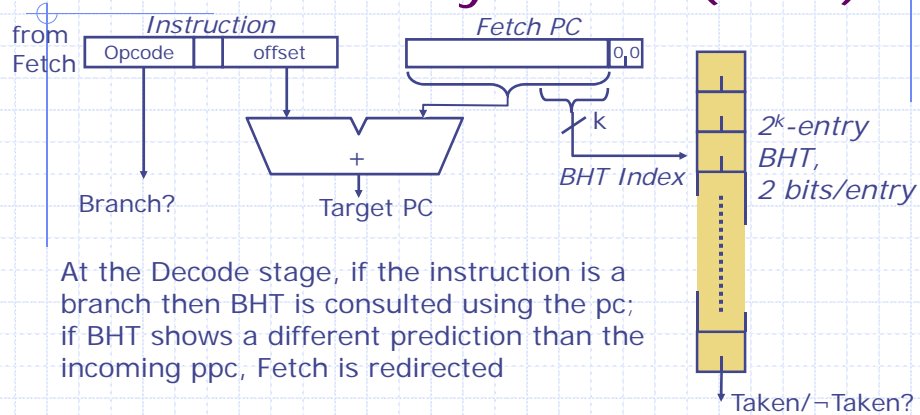 from
Fetch
Instruction
Opcode
offset
Fetch PC
0 0
k
+
BHT Index
2ᵏ-entry
BHT,
2 bits/entry
Branch?
Target PC
At the Decode stage, if the instruction is a
branch then BHT is consulted using the pc;
if BHT shows a different prediction than the
incoming ppc, Fetch is redirected
Taken/¬Taken?